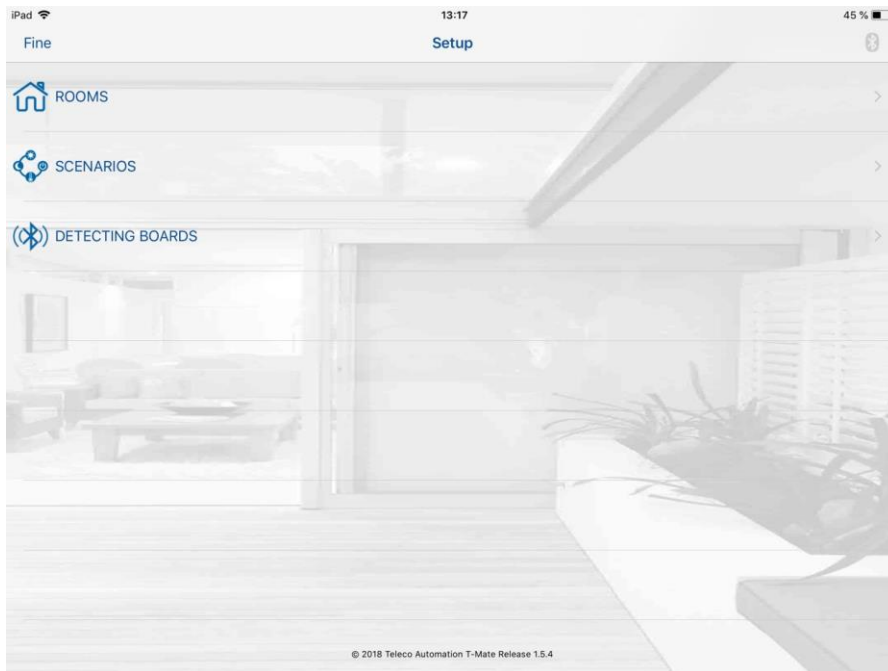 iPad 13:17 45 %
Fine Setup
ROOMS
SCENARIOS
DETECTING BOARDS
© 2018 Teleco Automation T-Mate Release 1.5.4